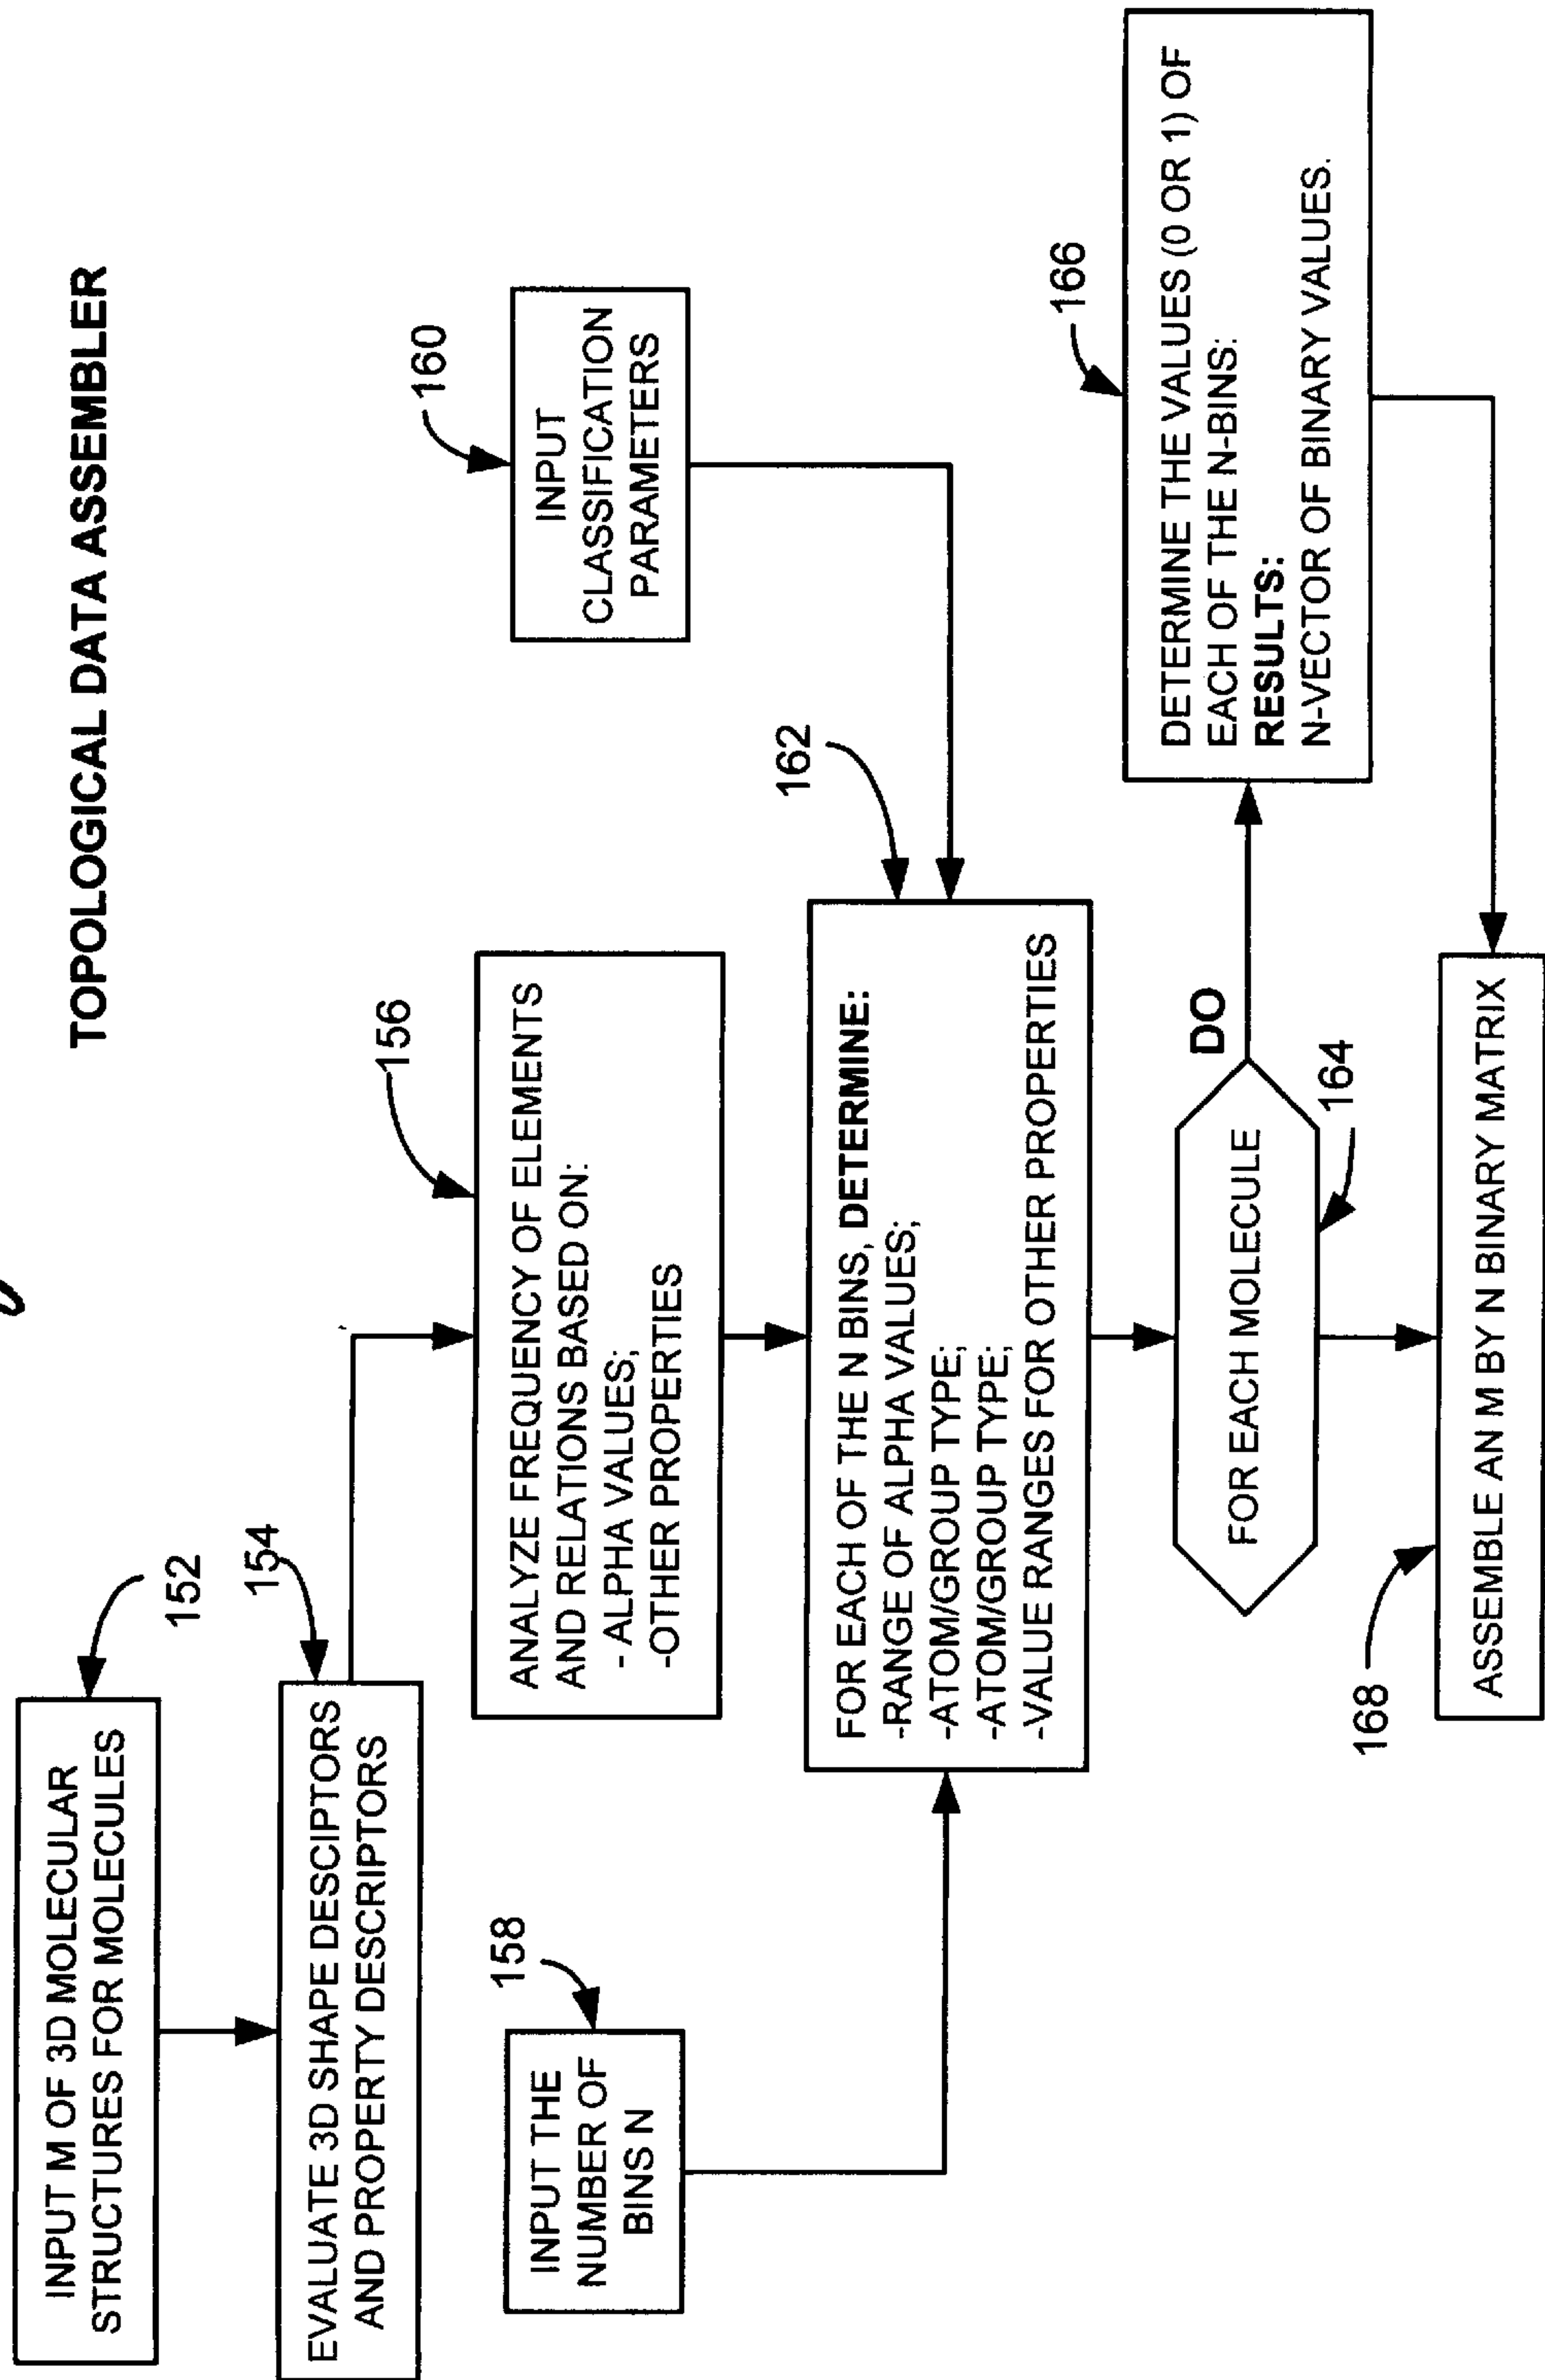 TOPOLOGICAL DATA ASSEMBLER
INPUT M OF 3D MOLECULAR
STRUCTURES FOR MOLECULES
152
EVALUATE 3D SHAPE DESCIPTORS
AND PROPERTY DESCRIPTORS
154
ANALYZE FREQUENCY OF ELEMENTS
AND RELATIONS BASED ON:
- ALPHA VALUES;
-OTHER PROPERTIES
156
INPUT THE
NUMBER OF
BINS N
158
INPUT
CLASSIFICATION
PARAMETERS
160
FOR EACH OF THE N BINS, DETERMINE:
-RANGE OF ALPHA VALUES;
-ATOM/GROUP TYPE;
-ATOM/GROUP TYPE;
-VALUE RANGES FOR OTHER PROPERTIES
162
FOR EACH MOLECULE
164
DO
DETERMINE THE VALUES (0 OR 1) OF
EACH OF THE N-BINS:
RESULTS:
N-VECTOR OF BINARY VALUES.
166
ASSEMBLE AN M BY N BINARY MATRIX
168